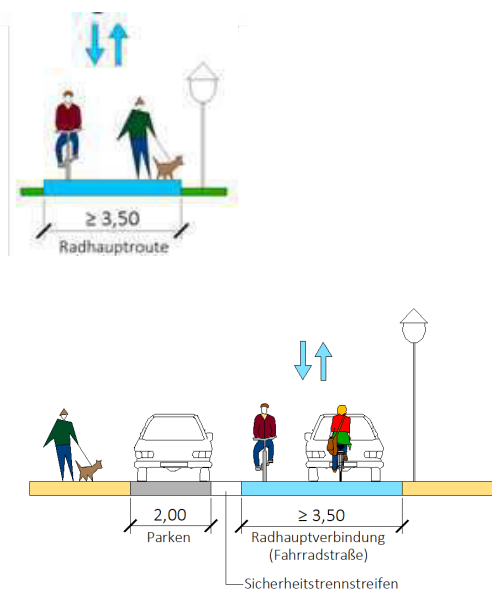 ≥ 3,50
Radhauptroute
2,00
Parken
≥ 3,50
Radhauptverbindung
(Fahrradstraße)
Sicherheitstrennstreifen